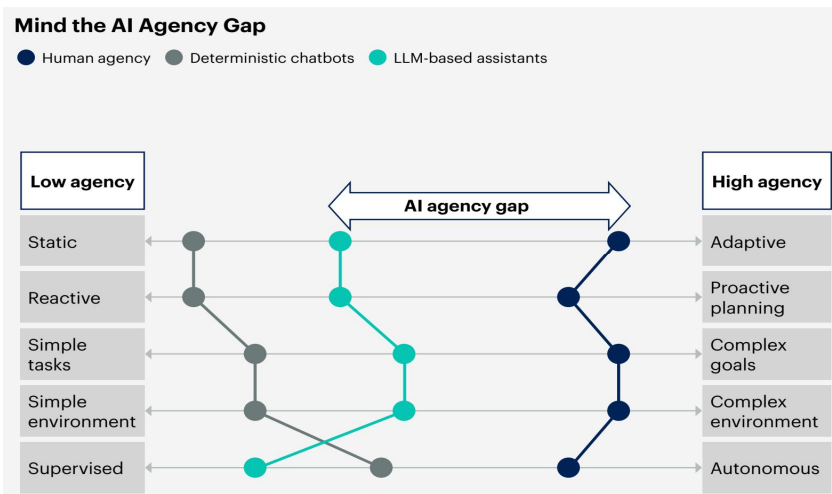 Mind the AI Agency Gap
Human agency
Deterministic chatbots
LLM-based assistants
Low agency
AI agency gap
High agency
Static
Adaptive
Reactive
Proactive
planning
Simple
tasks
Complex
goals
Simple
environment
Complex
environment
Supervised
Autonomous